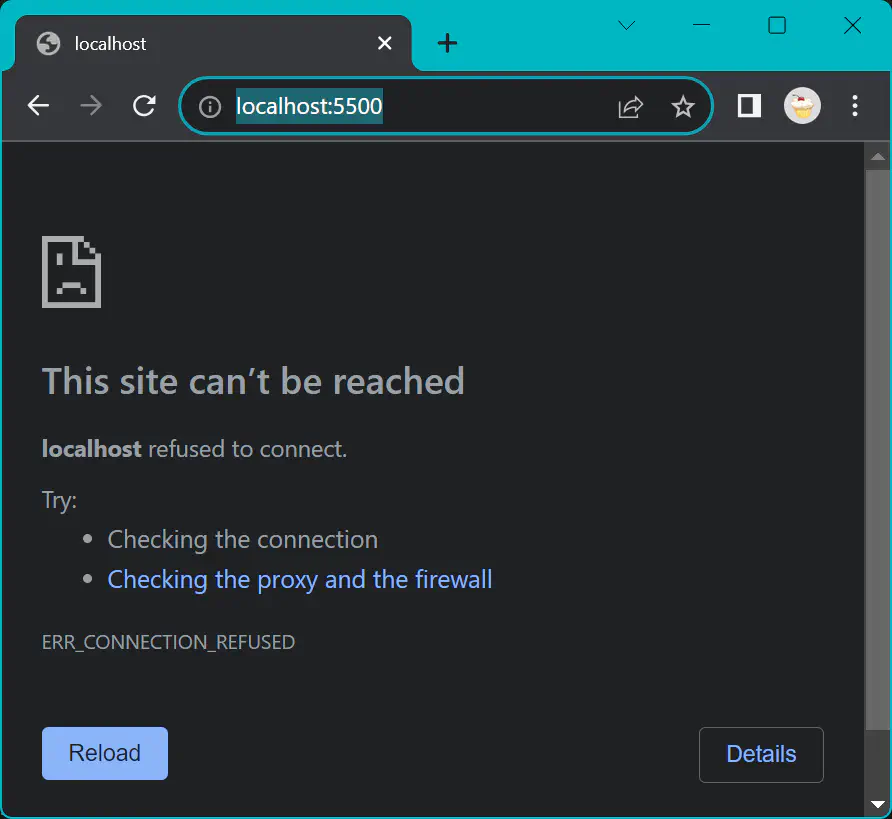 localhost
localhost:5500
This site can’t be reached
localhost refused to connect.
Try:
Checking the connection
Checking the proxy and the firewall
ERR_CONNECTION_REFUSED
Reload
Details